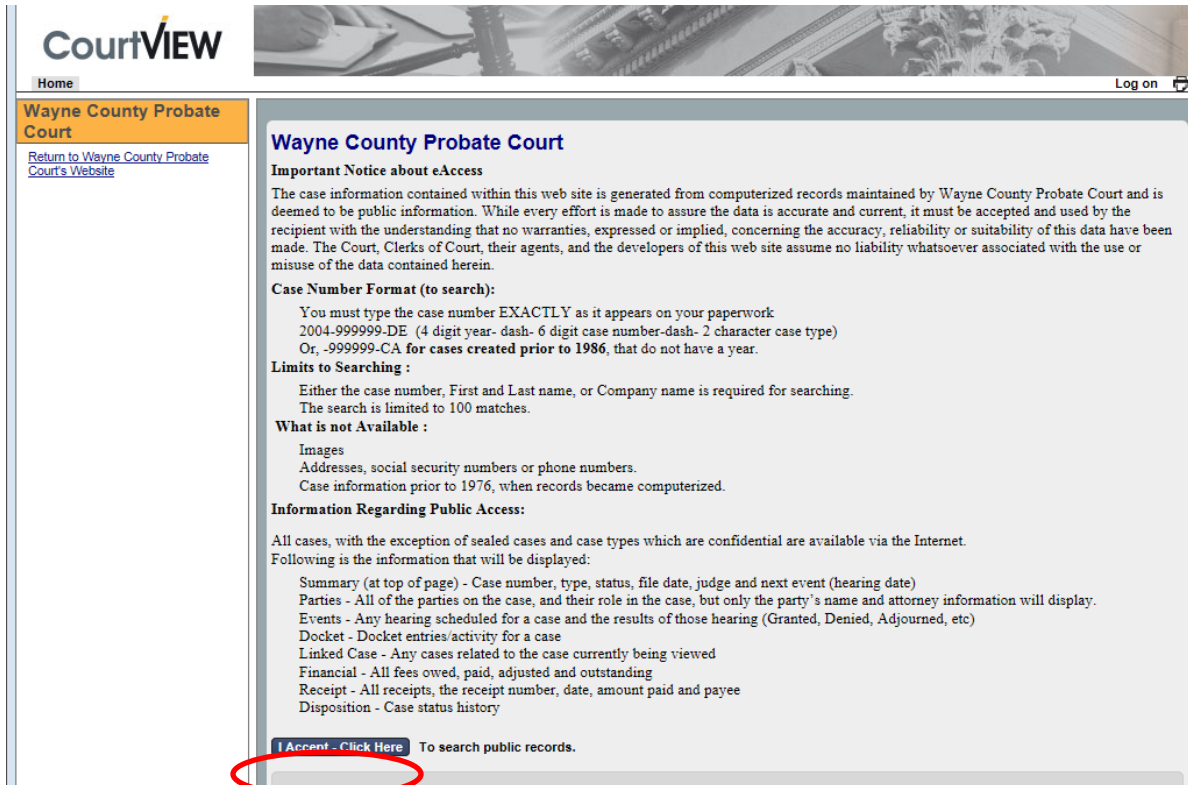 CourtVIEW
Home
Log on
Wayne County Probate
Court
Return to Wayne County Probate
Court's Website
Wayne County Probate Court
Important Notice about eAccess
The case information contained within this web site is generated from computerized records maintained by Wayne County Probate Court and is
deemed to be public information. While every effort is made to assure the data is accurate and current, it must be accepted and used by the
recipient with the understanding that no warranties, expressed or implied, concerning the accuracy, reliability or suitability of this data have been
made. The Court, Clerks of Court, their agents, and the developers of this web site assume no liability whatsoever associated with the use or
misuse of the data contained herein.
Case Number Format (to search):
You must type the case number EXACTLY as it appears on your paperwork
2004-999999-DE (4 digit year- dash- 6 digit case number-dash- 2 character case type)
Or, -999999-CA for cases created prior to 1986, that do not have a year.
Limits to Searching :
Either the case number, First and Last name, or Company name is required for searching.
The search is limited to 100 matches.
What is not Available :
Images
Addresses, social security numbers or phone numbers.
Case information prior to 1976, when records became computerized.
Information Regarding Public Access:
All cases, with the exception of sealed cases and case types which are confidential are available via the Internet.
Following is the information that will be displayed:
Summary (at top of page) - Case number, type, status, file date, judge and next event (hearing date)
Parties - All of the parties on the case, and their role in the case, but only the party's name and attorney information will display.
Events - Any hearing scheduled for a case and the results of those hearing (Granted, Denied, Adjourned, etc)
Docket - Docket entries/activity for a case
Linked Case - Any cases related to the case currently being viewed
Financial - All fees owed, paid, adjusted and outstanding
Receipt - All receipts, the receipt number, date, amount paid and payee
Disposition - Case status history
I Accept - Click Here To search public records.